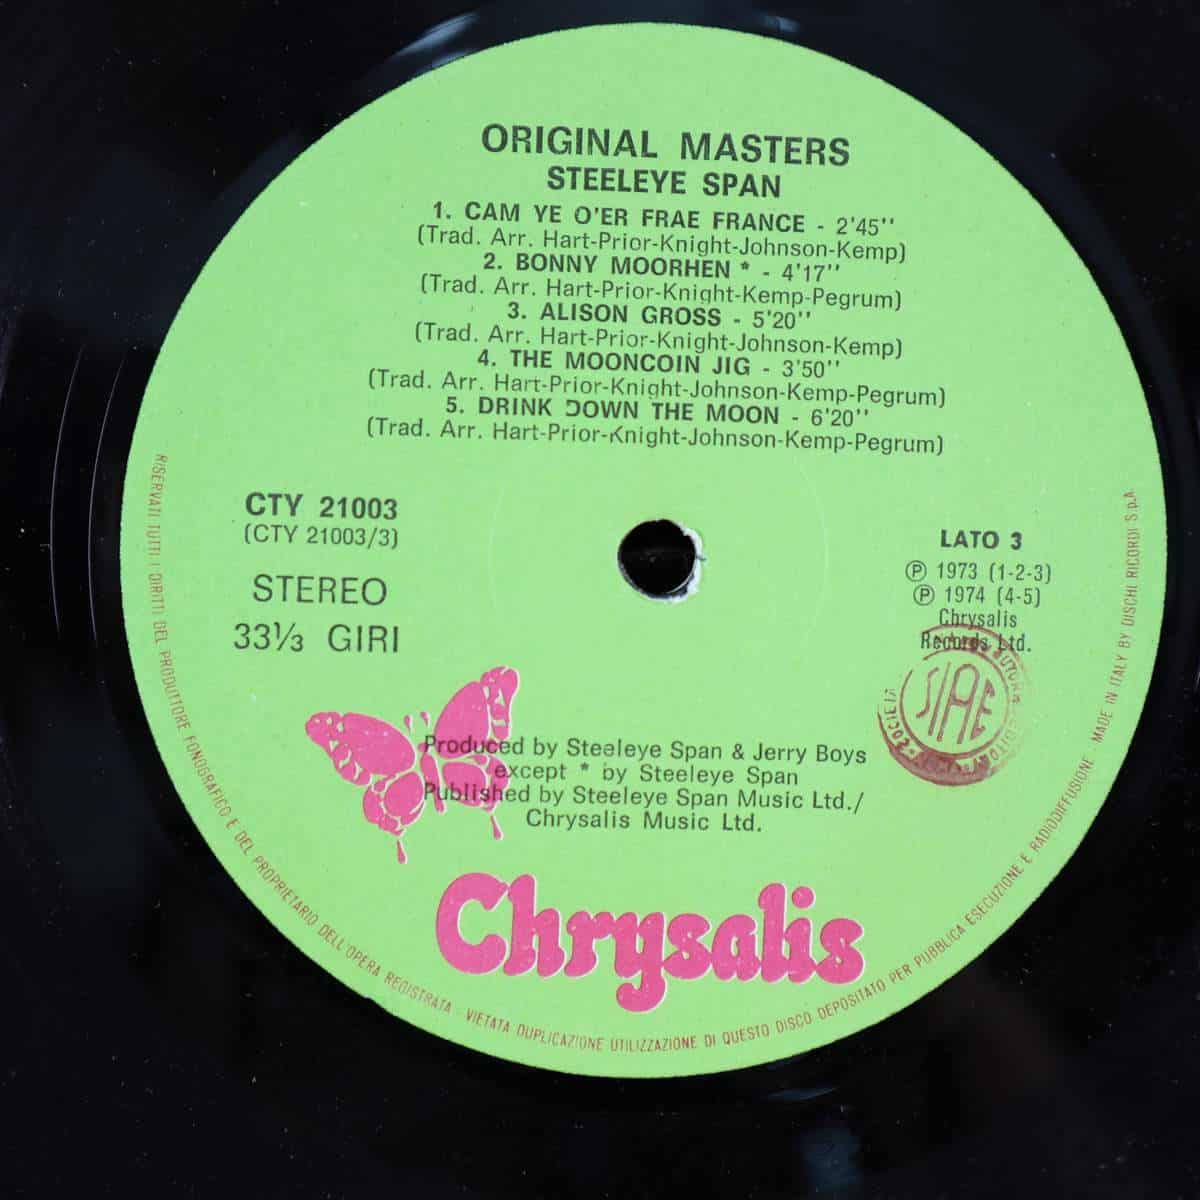 ORIGINAL MASTERS
STEELEYE SPAN
1. CAM YE O'ER FRAE FRANCE - 2'45''
(Trad. Arr. Hart-Prior-Knight-Johnson-Kemp)
2. BONNY MOORHEN * - 4'17''
(Trad. Arr. Hart-Prior-Knight-Kemp-Pegrum)
3. ALISON GROSS - 5'20''
(Trad. Arr. Hart-Prior-Knight-Johnson-Kemp)
4. THE MOONCOIN JIG - 3'50''
(Trad. Arr. Hart-Prior-Knight-Johnson-Kemp-Pegrum)
5. DRINK DOWN THE MOON - 6'20''
(Trad. Arr. Hart-Prior-Knight-Johnson-Kemp-Pegrum)
CTY 21003
(CTY 21003/3)
STEREO
33⅓ GIRI
LATO 3
℗ 1973 (1-2-3)
℗ 1974 (4-5)
Chrysalis
Records Ltd.
SIAE
SOCIETÀ
Produced by Steeleye Span & Jerry Boys
except * by Steeleye Span
Published by Steeleye Span Music Ltd./
Chrysalis Music Ltd.
Chrysalis
RISERVATI TUTTI I DIRITTI DEL PRODUTTORE FONOGRAFICO E DEL PROPRIETARIO DELL'OPERA REGISTRATA - VIETATA DUPLICAZIONE UTILIZZAZIONE DI QUESTO DISCO DEPOSITATO PER PUBBLICA ESECUZIONE E RADIODIFFUSIONE - MADE IN ITALY BY DISCHI RICORDI S.p.A